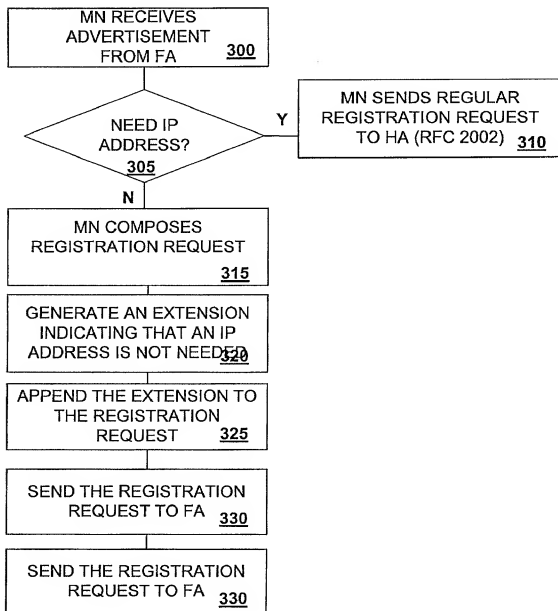 MN RECEIVES
ADVERTISEMENT
FROM FA 300
NEED IP
ADDRESS?
305
Y
MN SENDS REGULAR
REGISTRATION REQUEST
TO HA (RFC 2002) 310
N
MN COMPOSES
REGISTRATION REQUEST
315
GENERATE AN EXTENSION
INDICATING THAT AN IP
ADDRESS IS NOT NEEDED
320
APPEND THE EXTENSION TO
THE REGISTRATION
REQUEST 325
SEND THE REGISTRATION
REQUEST TO FA 330
SEND THE REGISTRATION
REQUEST TO FA 330